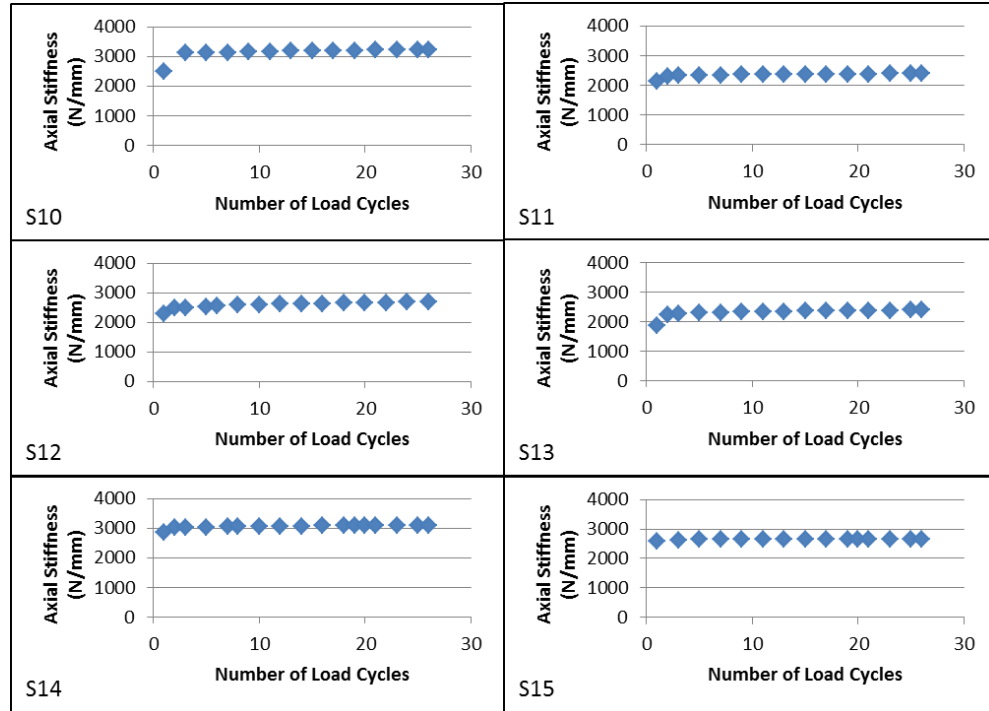 Axial Stiffness
(N/mm)
4000
3000
2000
1000
0
0 10 20 30
Number of Load Cycles
S10
Axial Stiffness
(N/mm)
4000
3000
2000
1000
0
0 10 20 30
Number of Load Cycles
S11
Axial Stiffness
(N/mm)
4000
3000
2000
1000
0
0 10 20 30
Number of Load Cycles
S12
Axial Stiffness
(N/mm)
4000
3000
2000
1000
0
0 10 20 30
Number of Load Cycles
S13
Axial Stiffness
(N/mm)
4000
3000
2000
1000
0
0 10 20 30
Number of Load Cycles
S14
Axial Stiffness
(N/mm)
4000
3000
2000
1000
0
0 10 20 30
Number of Load Cycles
S15